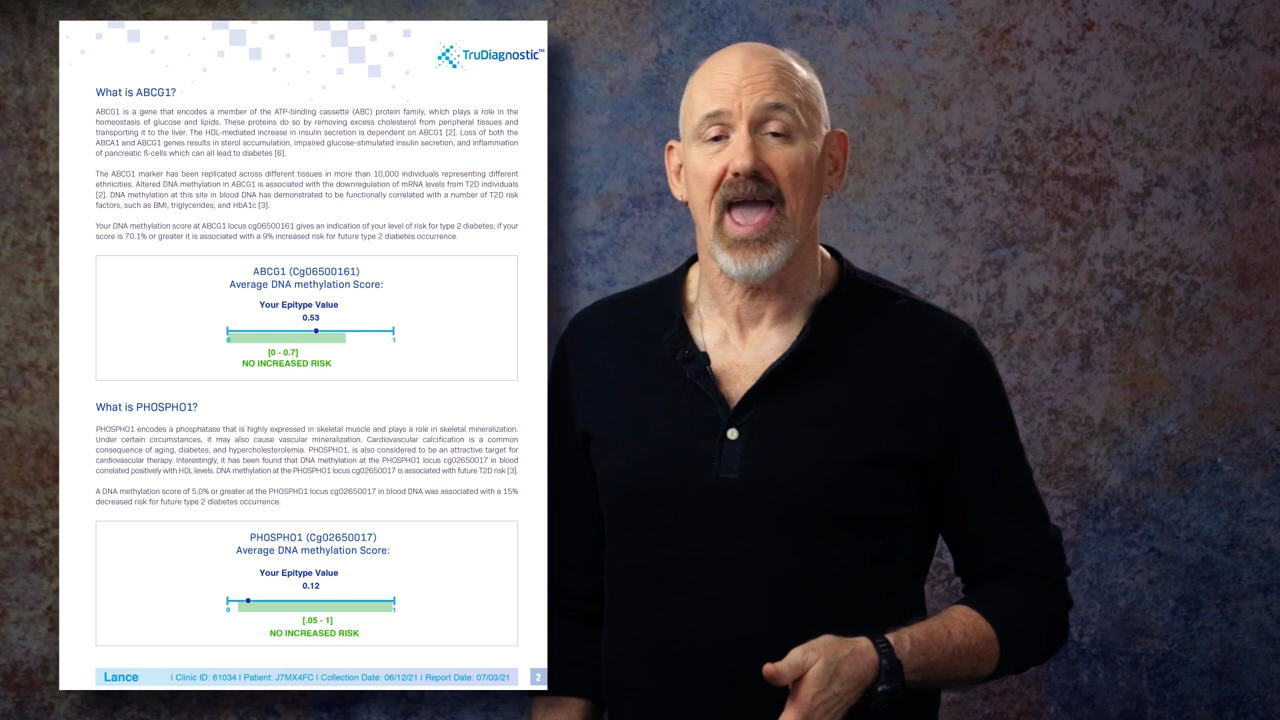 TruDiagnostic™
What is ABCG1?
ABCG1 is a gene that encodes a member of the ATP-binding cassette (ABC) protein family, which plays a role in the
homeostasis of glucose and lipids. These proteins do so by removing excess cholesterol from peripheral tissues and
transporting it to the liver. The HDL-mediated increase in insulin secretion is dependent on ABCG1 [2]. Loss of both the
ABCA1 and ABCG1 genes results in sterol accumulation, impaired glucose-stimulated insulin secretion, and inflammation
of pancreatic ß-cells which can all lead to diabetes [6].
The ABCG1 marker has been replicated across different tissues in more than 10,000 individuals representing different
ethnicities. Altered DNA methylation in ABCG1 is associated with the downregulation of mRNA levels from T2D individuals
[2]. DNA methylation at this site in blood DNA has demonstrated to be functionally correlated with a number of T2D risk
factors, such as BMI, triglycerides, and HbA1c [3].
Your DNA methylation score at ABCG1 locus cg06500161 gives an indication of your level of risk for type 2 diabetes; if your
score is 70.1% or greater it is associated with a 9% increased risk for future type 2 diabetes occurrence.
ABCG1 (Cg06500161)
Average DNA methylation Score:
Your Epitype Value
0.53
0 1
[0 - 0.7]
NO INCREASED RISK
What is PHOSPHO1?
PHOSPHO1 encodes a phosphatase that is highly expressed in skeletal muscle and plays a role in skeletal mineralization.
Under certain circumstances, it may also cause vascular mineralization. Cardiovascular calcification is a common
consequence of aging, diabetes, and hypercholesterolemia. PHOSPHO1, is also considered to be an attractive target for
cardiovascular therapy. Interestingly, it has been found that DNA methylation at the PHOSPHO1 locus cg02650017 in blood
correlated positively with HDL levels. DNA methylation at the PHOSPHO1 locus cg02650017 is associated with future T2D risk [3].
A DNA methylation score of 5.0% or greater at the PHOSPHO1 locus cg02650017 in blood DNA was associated with a 15%
decreased risk for future type 2 diabetes occurrence.
PHOSPHO1 (Cg02650017)
Average DNA methylation Score:
Your Epitype Value
0.12
0 1
[.05 - 1]
NO INCREASED RISK
Lance | Clinic ID: 61034 | Patient: J7MX4FC | Collection Date: 06/12/21 | Report Date: 07/03/21 2